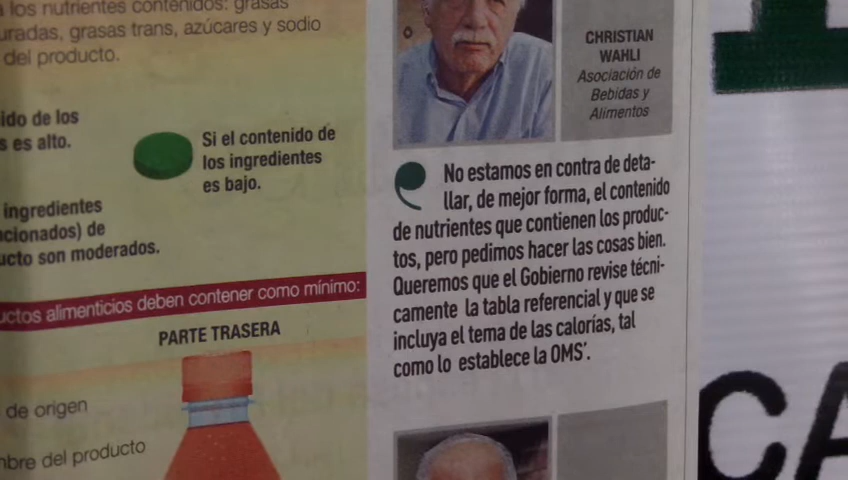 los nutrientes contenidos: grasas
uradas, grasas trans, azúcares y sodio
del producto.
ido de los
s es alto.
Si el contenido de
los ingredientes
es bajo.
ingredientes
cionados) de
ucto son moderados.
uctos alimenticios deben contener como mínimo:
PARTE TRASERA
de origen
mbre del producto
CHRISTIAN
WAHLI
Asociación de
Bebidas y
Alimentos
No estamos en contra de deta-
llar, de mejor forma, el contenido
de nutrientes que contienen los produc-
tos, pero pedimos hacer las cosas bien.
Queremos que el Gobierno revise técni-
camente la tabla referencial y que se
incluya el tema de las calorías, tal
como lo establece la OMS'.
CA